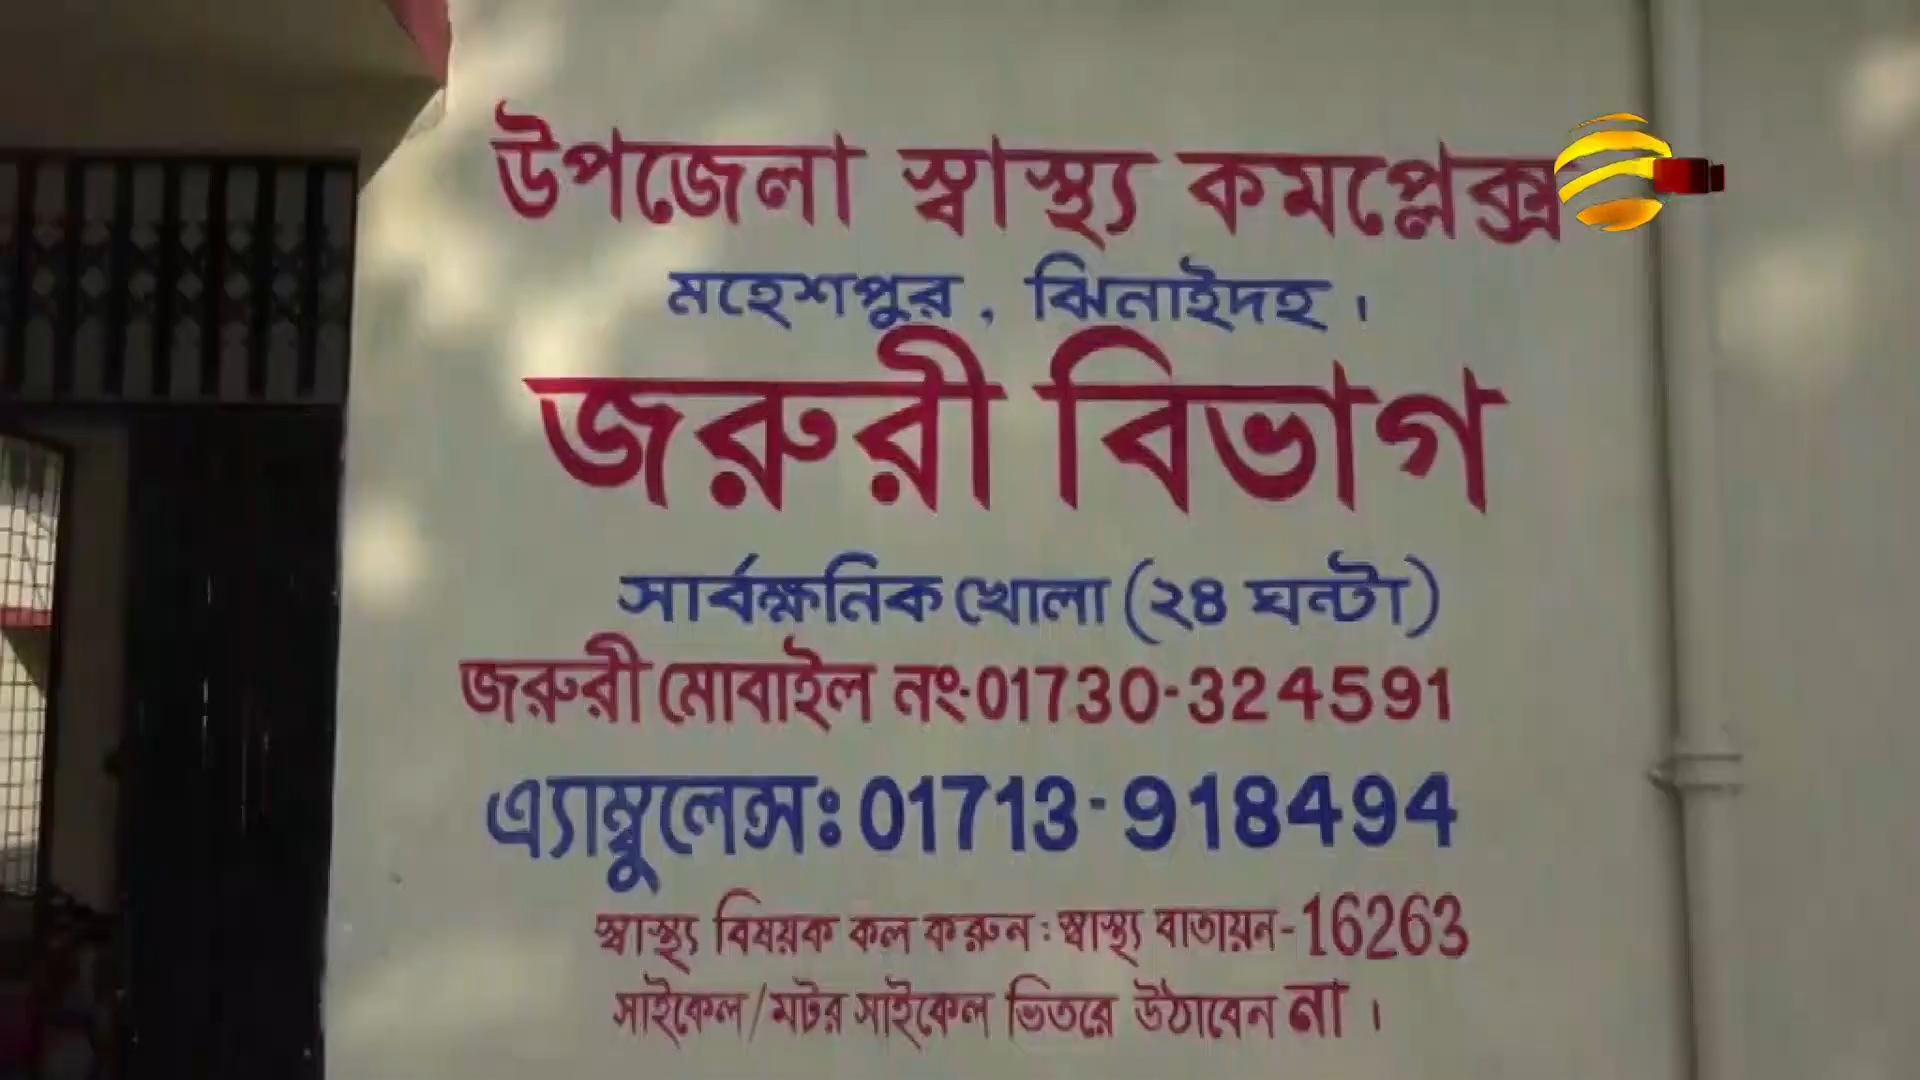 উপজেলা স্বাস্থ্য কমপ্লেক্স
মহেশপুর, ঝিনাইদহ।
জরুরী বিভাগ
সার্বক্ষনিক খোলা (২৪ ঘন্টা)
জরুরী মোবাইল নং-01730-324591
এ্যাম্বুলেন্সঃ 01713-918494
স্বাস্থ্য বিষয়ক কল করুন: স্বাস্থ্য বাতায়ন-16263
সাইকেল/মটর সাইকেল ভিতরে উঠাবেন না।